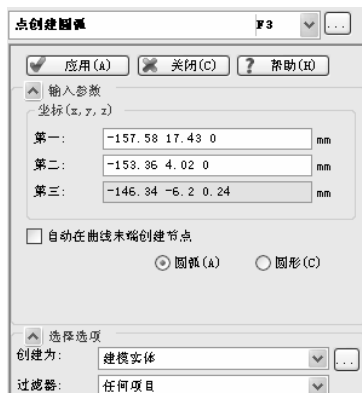 点创建圆弧 F3 ...
应用(A) 关闭(C) ? 帮助(H)
输入参数
坐标(x,y,z)
第一: -157.58 17.43 0 mm
第二: -153.36 4.02 0 mm
第三: -146.34 -6.2 0.24 mm
自动在曲线末端创建节点
圆弧(A) 圆形(C)
选择选项
创建为: 建模实体 ...
过滤器: 任何项目